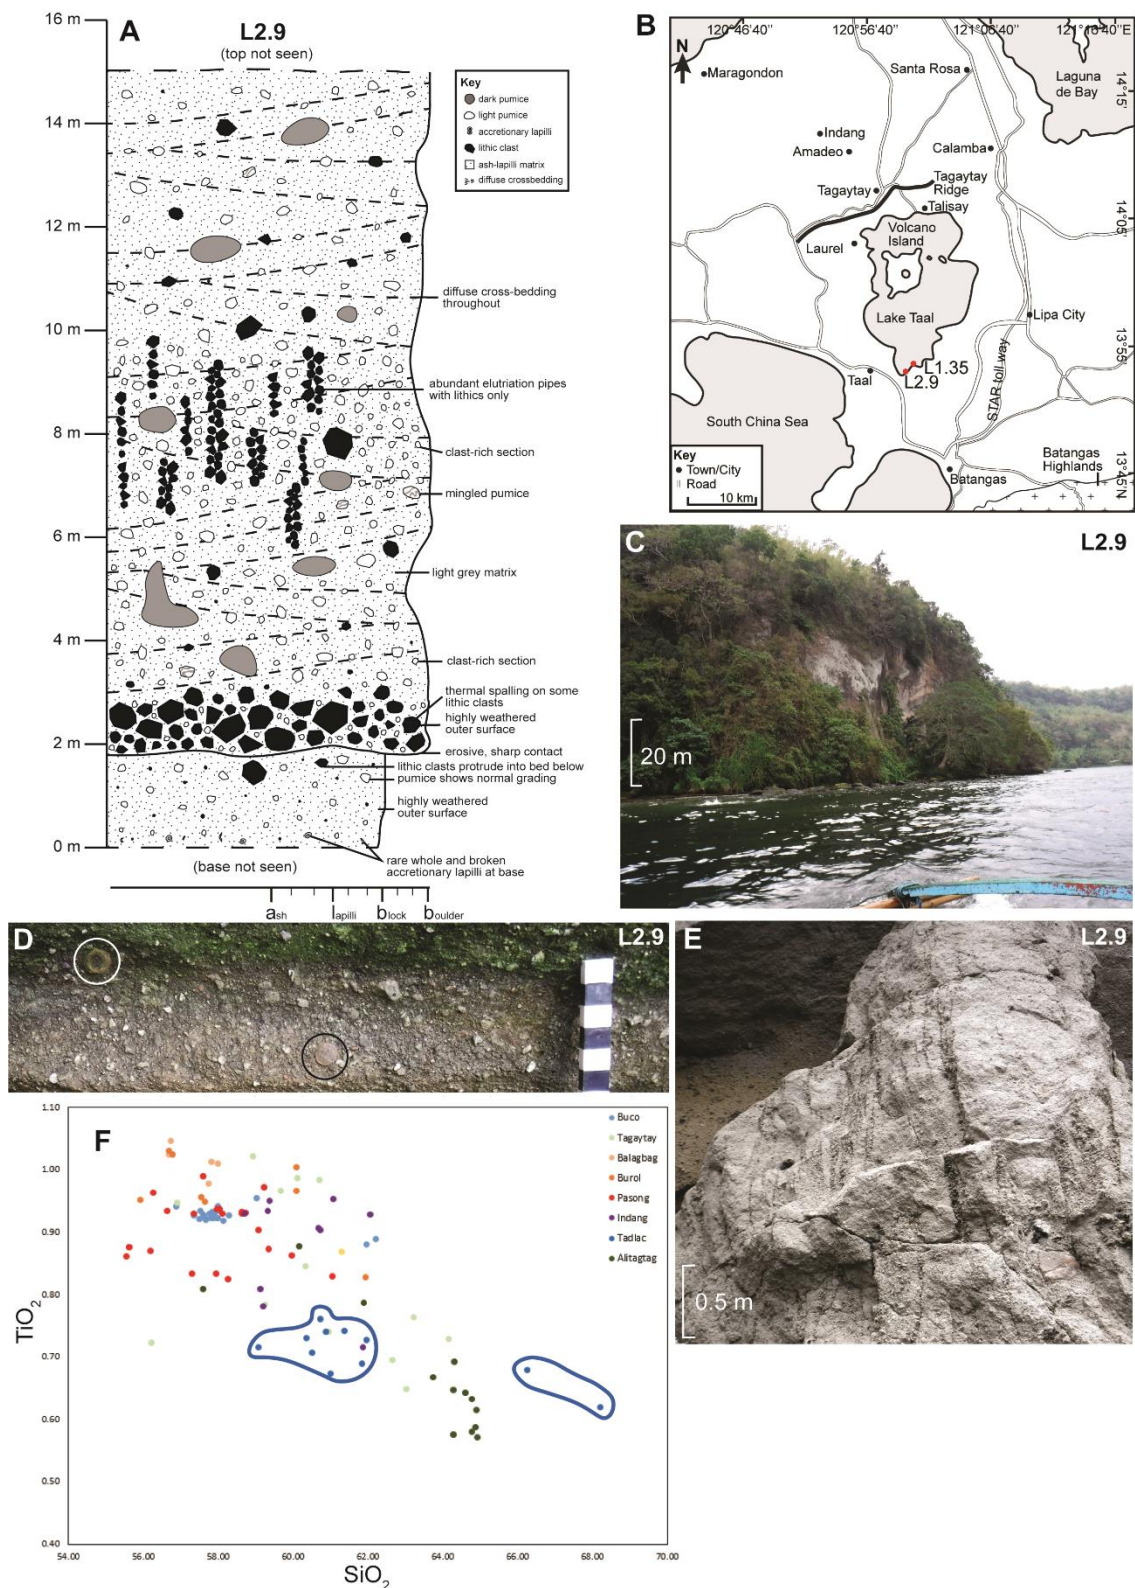 16 m
A
L2.9
(top not seen)
Key
dark pumice
light pumice
accretionary lapilli
lithic clast
ash-lapilli matrix
diffuse crossbedding
14 m
12 m
diffuse cross-bedding
throughout
10 m
abundant elutriation pipes
with lithics only
8 m
clast-rich section
mingled pumice
6 m
light grey matrix
4 m
clast-rich section
thermal spalling on some
lithic clasts
highly weathered
outer surface
2 m
erosive, sharp contact
lithic clasts protrude into bed below
pumice shows normal grading
highly weathered
outer surface
0 m
(base not seen)
rare whole and broken
accretionary lapilli at base
ash
lapilli
block
boulder
B
120°46'40''
120°56'40''
121°06'40''
121°16'40''E
N
Maragondon
Santa Rosa
Laguna
de Bay
14°15'
Indang
Amadeo
Calamba
Tagaytay
Tagaytay
Ridge
Talisay
14°05'
Volcano
Island
Laurel
Lake Taal
Lipa City
13°55'
L1.35
L2.9
Taal
STAR toll way
South China Sea
Key
Town/City
Road
10 km
Batangas
Batangas
Highlands
13°45'N
C
L2.9
20 m
D
L2.9
E
L2.9
0.5 m
F
TiO2
1.10
1.00
0.90
0.80
0.70
0.60
0.50
0.40
54.00
56.00
58.00
60.00
62.00
64.00
66.00
68.00
70.00
SiO2
Buco
Tagaytay
Balagbag
Burol
Pasong
Indang
Tadlac
Alitagtag